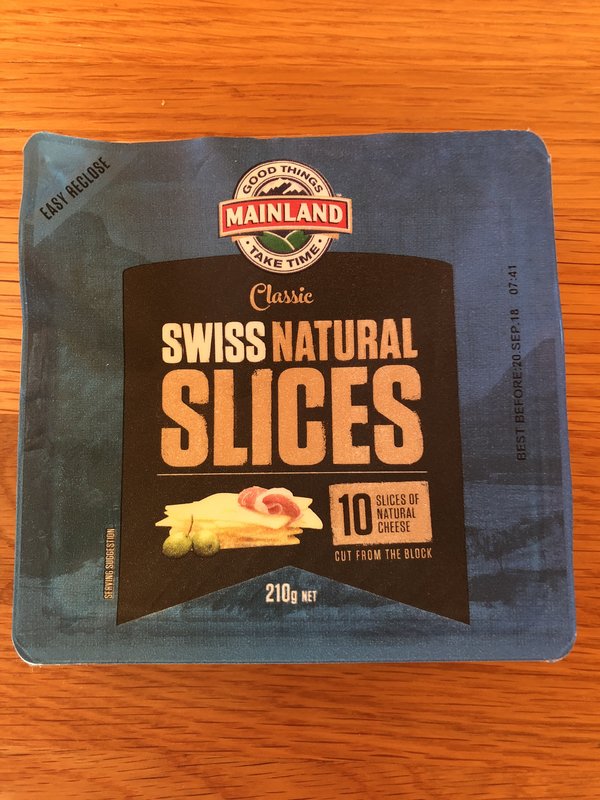 EASY RECLOSE
GOOD THINGS
MAINLAND
TAKE TIME
Classic
SWISS NATURAL
SLICES
10 SLICES OF
NATURAL
CHEESE
CUT FROM THE BLOCK
SERVING SUGGESTION
210g NET
BEST BEFORE 20 SEP 18 07:41